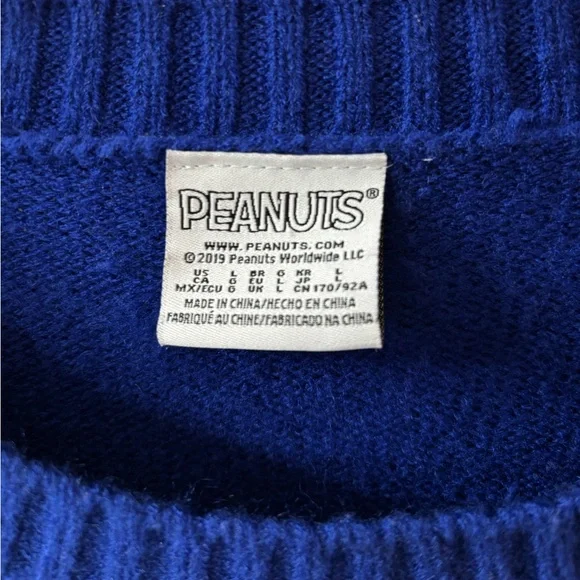 PEANUTS®
WWW.PEANUTS.COM
©2019 Peanuts Worldwide LLC
US L BR G KR L
CA G EU L JP L
MX/ECU G UK L CN 170/92A
MADE IN CHINA/HECHO EN CHINA
FABRIQUÉ AU CHINE/FABRICADO NA CHINA